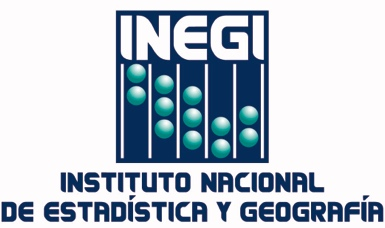 INEGI
INSTITUTO NACIONAL
DE ESTADÍSTICA Y GEOGRAFÍA